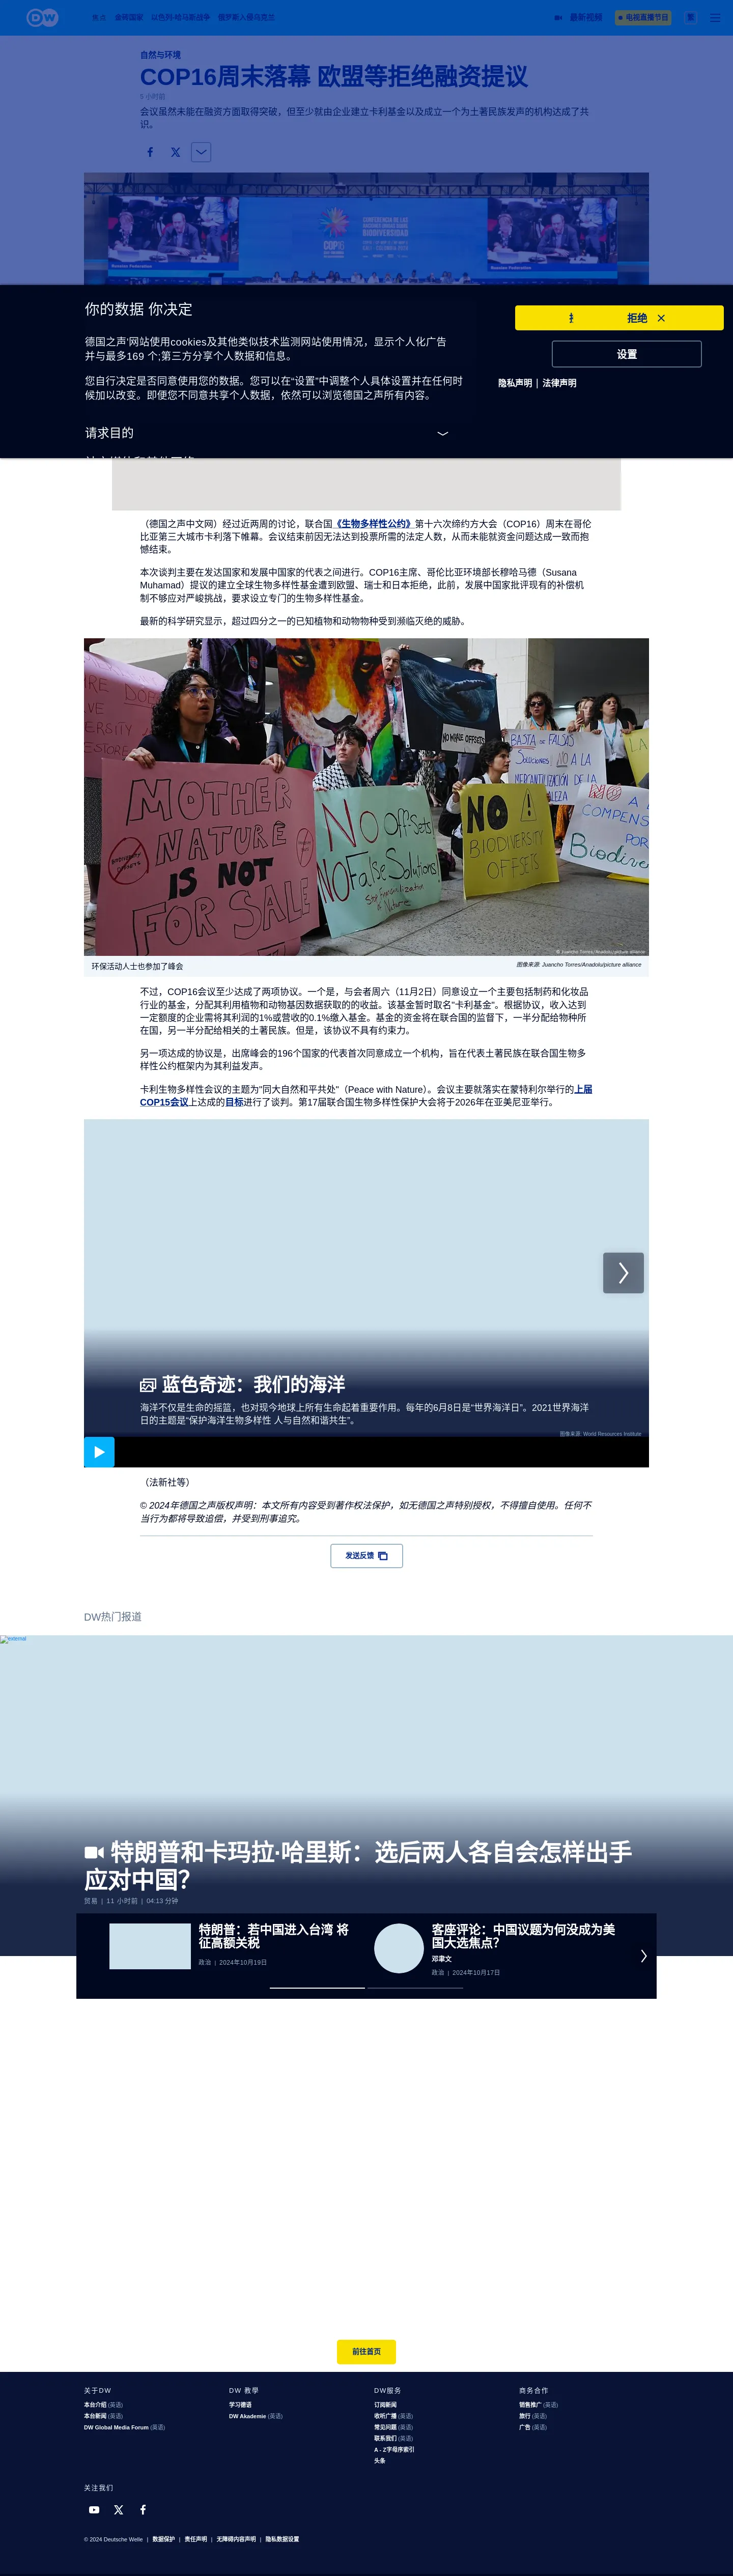 DW
焦点 金砖国家 以色列-哈马斯战争 俄罗斯入侵乌克兰
最新视频
电视直播节目
繁
自然与环境
COP16周末落幕 欧盟等拒绝融资提议
5 小时前
会议虽然未能在融资方面取得突破，但至少就由企业建立卡利基金以及成立一个为土著民族发声的机构达成了共
识。
COP16
CONFERENCIA DE LAS
BIODIVERSIDAD
Russian Federation
Russian Federation
你的数据 你决定
拒绝
德国之声'网站使用cookies及其他类似技术监测网站使用情况，显示个人化广告
并与最多169 个;第三方分享个人数据和信息。
设置
您自行决定是否同意使用您的数据。您可以在“设置”中调整个人具体设置并在任何时
候加以改变。即便您不同意共享个人数据，依然可以浏览德国之声所有内容。
隐私声明 | 法律声明
请求目的
（德国之声中文网）经过近两周的讨论，联合国《生物多样性公约》第十六次缔约方大会（COP16）周末在哥伦
比亚第三大城市卡利落下帷幕。会议结束前因无法达到投票所需的法定人数，从而未能就资金问题达成一致而抱
憾结束。
本次谈判主要在发达国家和发展中国家的代表之间进行。COP16主席、哥伦比亚环境部长穆哈马德（Susana
Muhamad）提议的建立全球生物多样性基金遭到欧盟、瑞士和日本拒绝，此前，发展中国家批评现有的补偿机
制不够应对严峻挑战，要求设立专门的生物多样性基金。
最新的科学研究显示，超过四分之一的已知植物和动物物种受到濒临灭绝的威胁。
MOTHER
NATURE
IS NOT
FOR SALE
No offsets
No False Solutions
NO!
BIODIVERSITY
OFFSETS
NO WHALE OFFSETS
BASTA DE FALSAS
SOLUCIONES
NO A LA
MERCANTILIZACIÓN DE LA
A
COMPENS
POR
Biodive
© Juancho Torres/Anadolu/picture alliance
环保活动人士也参加了峰会
图像来源: Juancho Torres/Anadolu/picture alliance
不过，COP16会议至少达成了两项协议。一个是，与会者周六（11月2日）同意设立一个主要包括制药和化妆品
行业的基金，分配其利用植物和动物基因数据获取的的收益。该基金暂时取名“卡利基金”。根据协议，收入达到
一定额度的企业需将其利润的1%或营收的0.1%缴入基金。基金的资金将在联合国的监督下，一半分配给物种所
在国，另一半分配给相关的土著民族。但是，该协议不具有约束力。
另一项达成的协议是，出席峰会的196个国家的代表首次同意成立一个机构，旨在代表土著民族在联合国生物多
样性公约框架内为其利益发声。
卡利生物多样性会议的主题为“同大自然和平共处”（Peace with Nature）。会议主要就落实在蒙特利尔举行的上届
COP15会议上达成的目标进行了谈判。第17届联合国生物多样性保护大会将于2026年在亚美尼亚举行。
蓝色奇迹：我们的海洋
海洋不仅是生命的摇篮，也对现今地球上所有生命起着重要作用。每年的6月8日是“世界海洋日”。2021世界海洋
日的主题是“保护海洋生物多样性 人与自然和谐共生”。
图像来源: World Resources Institute
（法新社等）
© 2024年德国之声版权声明：本文所有内容受到著作权法保护，如无德国之声特别授权，不得擅自使用。任何不
当行为都将导致追偿，并受到刑事追究。
发送反馈
DW热门报道
external
特朗普和卡玛拉·哈里斯：选后两人各自会怎样出手
应对中国？
贸易 | 11 小时前 | 04:13 分钟
特朗普：若中国进入台湾 将
征高额关税
政治 | 2024年10月19日
客座评论：中国议题为何没成为美
国大选焦点？
邓聿文
政治 | 2024年10月17日
前往首页
关于DW
本台介绍 (英语)
本台新闻 (英语)
DW Global Media Forum (英语)
DW 教學
学习德语
DW Akademie (英语)
DW服务
订阅新闻
收听广播 (英语)
常见问题 (英语)
联系我们 (英语)
A - Z字母序索引
头条
商务合作
销售推广 (英语)
旅行 (英语)
广告 (英语)
关注我们
© 2024 Deutsche Welle | 数据保护 | 责任声明 | 无障碍内容声明 | 隐私数据设置